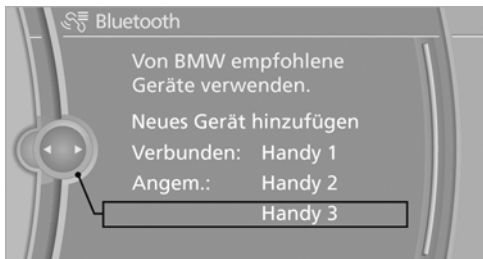 Bluetooth
Von BMW empfohlene
Geräte verwenden.
Neues Gerät hinzufügen
Verbunden: Handy 1
Angem.: Handy 2
Handy 3